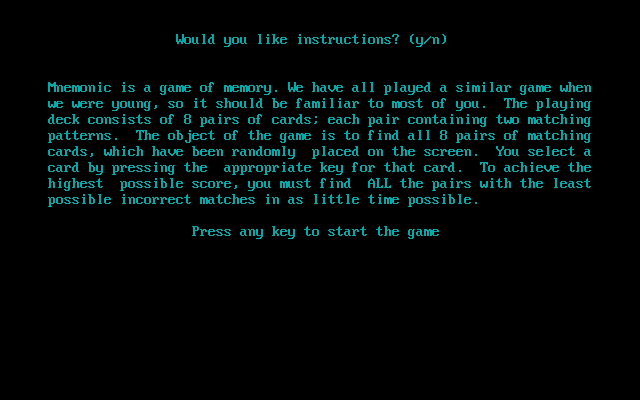 Would you like instructions? (y/n)
Mnemonic is a game of memory. We have all played a similar game when
we were young, so it should be familiar to most of you.  The playing
deck consists of 8 pairs of cards; each pair containing two matching
patterns.  The object of the game is to find all 8 pairs of matching
cards, which have been randomly  placed on the screen.  You select a
card by pressing the  appropriate key for that card.  To achieve the
highest  possible score, you must find  ALL the pairs with the least
possible incorrect matches in as little time possible.
Press any key to start the game